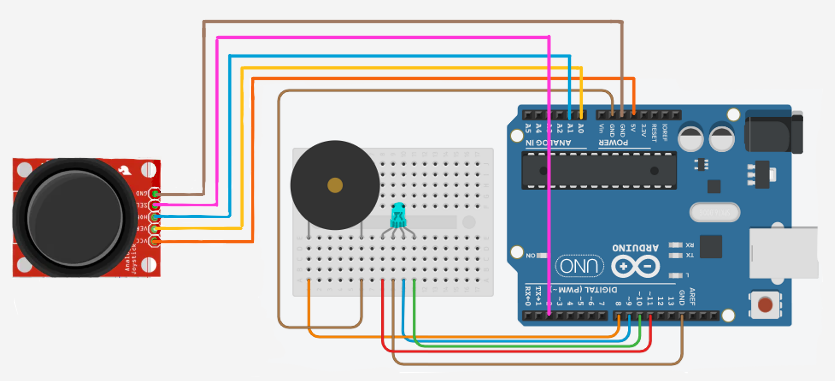 A5
A4
A2
A1
A0
Vin
GND
GND
5V
3.3V
RESET
IOREF
ANALOG IN
POWER
GND
SEL
HOR
VER
VCC
Analog
Joystick
ON
UNO
ARDUINO
RX
TX
L
DIGITAL (PWM~)
RX←0
TX→1
2
~3
4
~5
~6
7
8
~9
~10
~11
12
13
GND
AREF